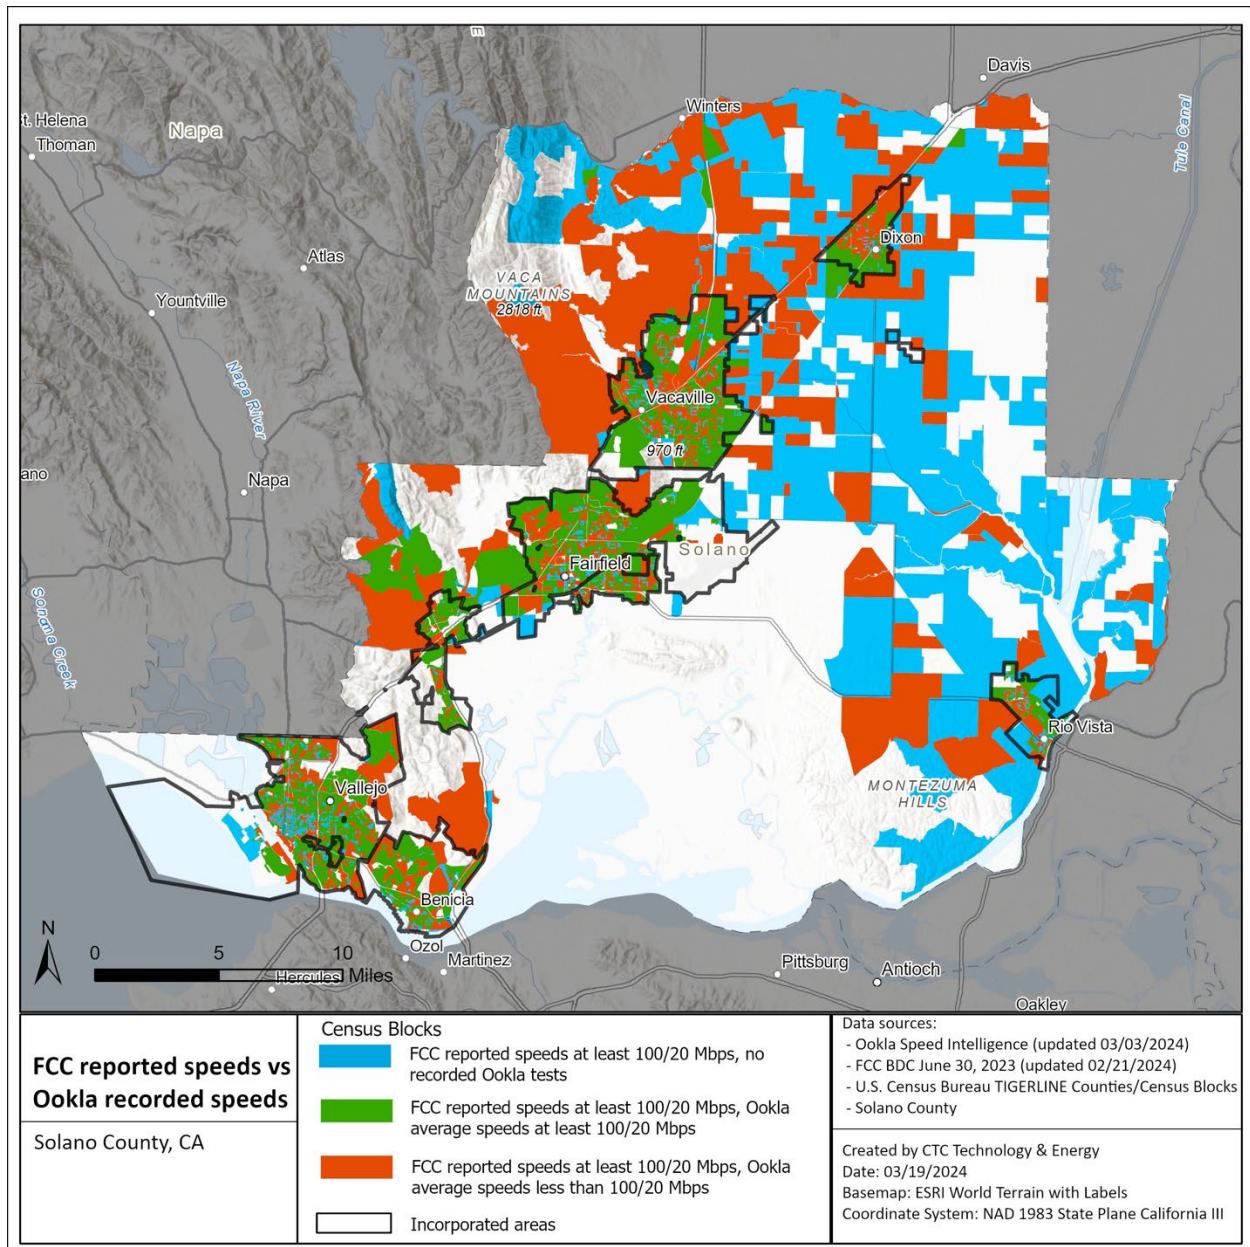 E
Davis
Winters
t. Helena
Thoman
Napa
Tule Canal
Dixon
Atlas
VACA
MOUNTAINS
2818 ft
Yountville
Napa River
Vacaville
970 ft
ano
Napa
Solano
Fairfield
Sonoma Creek
Rio Vista
MONTEZUMA
HILLS
Vallejo
Benicia
N
0 5 10
Miles
Ozol
Martinez
Hercules
Pittsburg
Antioch
Oakley
FCC reported speeds vs
Ookla recorded speeds
Solano County, CA
Census Blocks
FCC reported speeds at least 100/20 Mbps, no
recorded Ookla tests
FCC reported speeds at least 100/20 Mbps, Ookla
average speeds at least 100/20 Mbps
FCC reported speeds at least 100/20 Mbps, Ookla
average speeds less than 100/20 Mbps
Incorporated areas
Data sources:
- Ookla Speed Intelligence (updated 03/03/2024)
- FCC BDC June 30, 2023 (updated 02/21/2024)
- U.S. Census Bureau TIGERLINE Counties/Census Blocks
- Solano County
Created by CTC Technology & Energy
Date: 03/19/2024
Basemap: ESRI World Terrain with Labels
Coordinate System: NAD 1983 State Plane California III